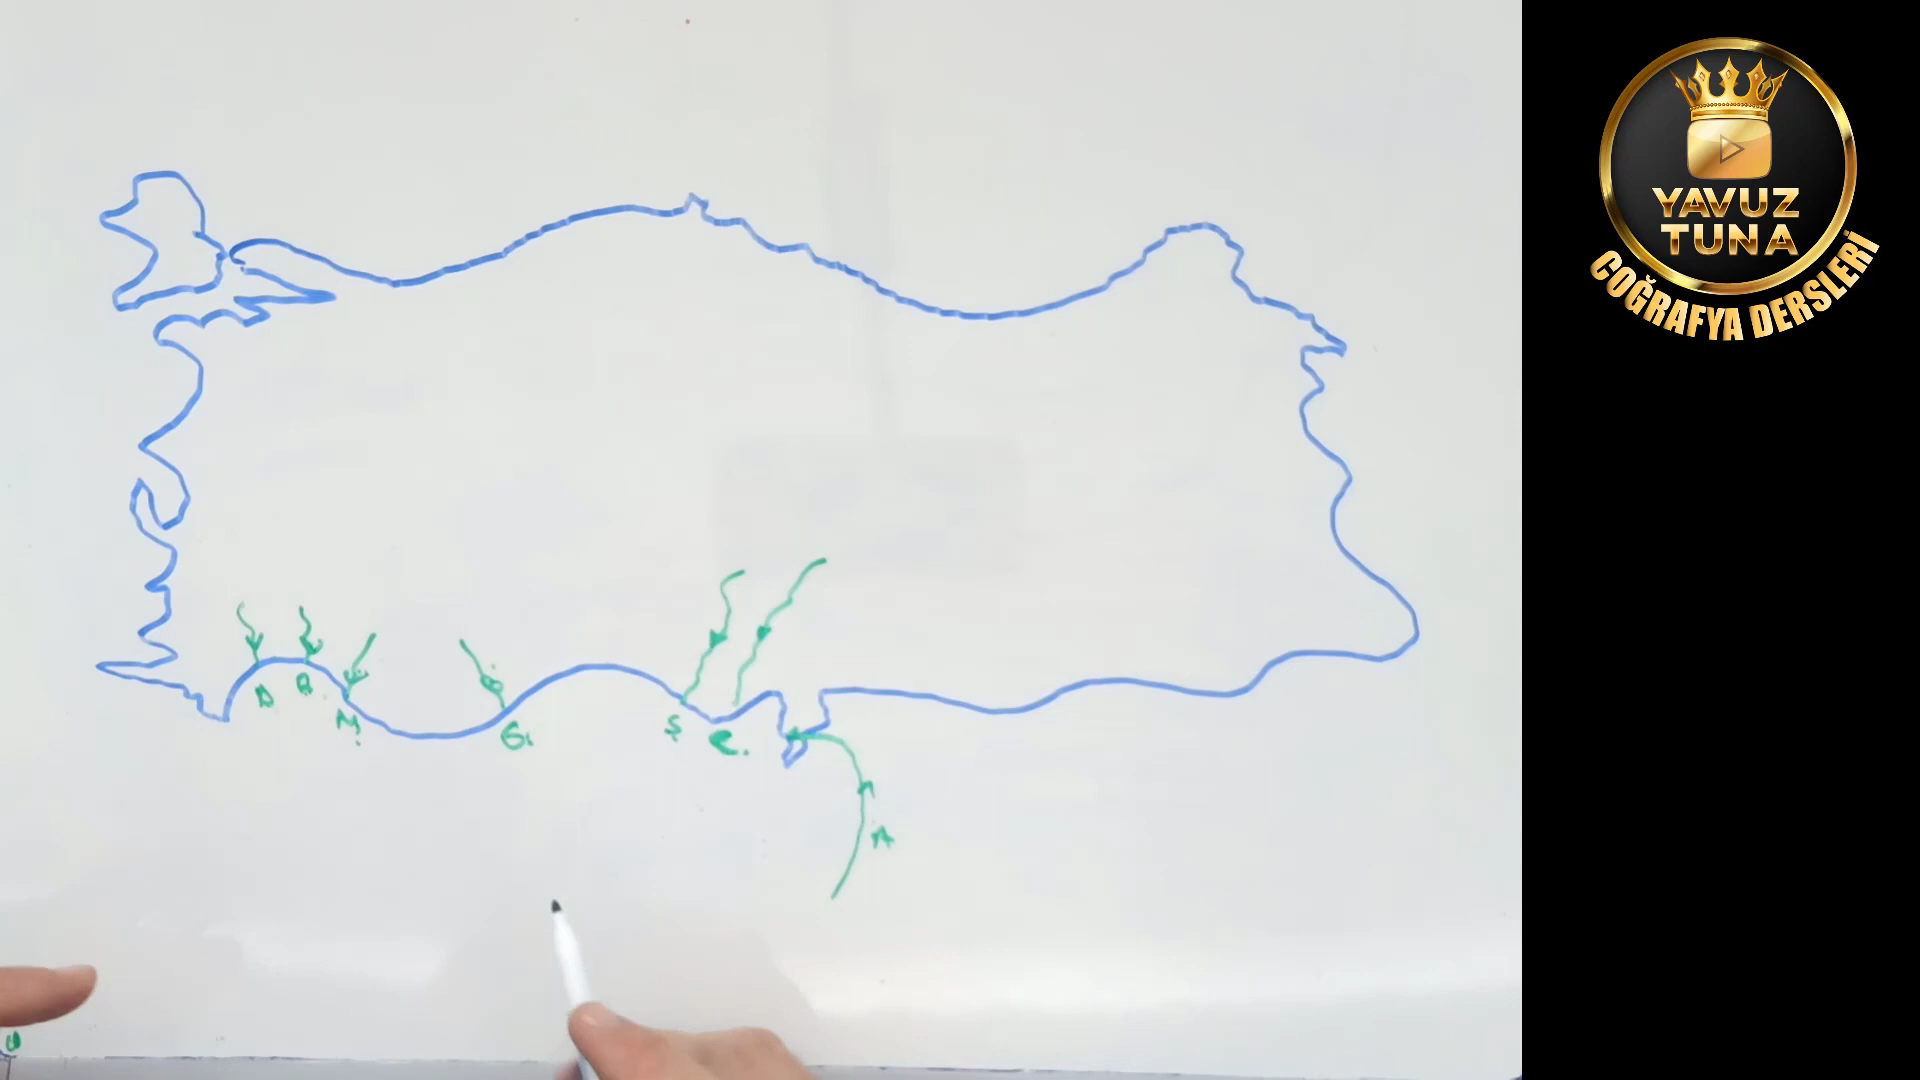 YAVUZ
TUNA
COĞRAFYA DERSLERİ
D
M
G.
Ş
C.
A